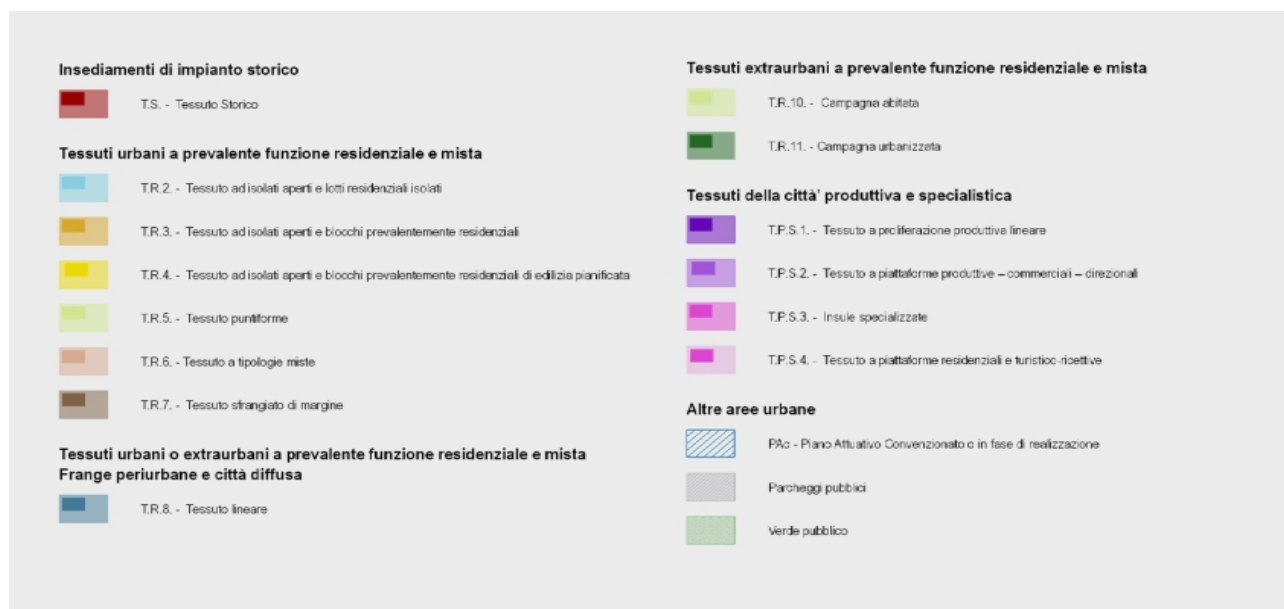 Insediamenti di impianto storico
T.S. - Tessuto Storico
Tessuti urbani a prevalente funzione residenziale e mista
T.R.2. - Tessuto ad isolati aperti e lotti residenziali isolati
T.R.3. - Tessuto ad isolati aperti e blocchi prevalentemente residenziali
T.R.4. - Tessuto ad isolati aperti e blocchi prevalentemente residenziali di edilizia pianificata
T.R.5. - Tessuto puntiforme
T.R.6. - Tessuto a tipologie miste
T.R.7. - Tessuto sfrangiato di margine
Tessuti urbani o extraurbani a prevalente funzione residenziale e mista
Frange periurbane e città diffusa
T.R.8. - Tessuto lineare
Tessuti extraurbani a prevalente funzione residenziale e mista
T.R.10. - Campagna abitata
T.R.11. - Campagna urbanizzata
Tessuti della città' produttiva e specialistica
T.P.S.1. - Tessuto a proliferazione produttiva lineare
T.P.S.2. - Tessuto a piattaforme produttive – commerciali – direzionali
T.P.S.3. - Insule specializzate
T.P.S.4. - Tessuto a piattaforme residenziali e turistico-ricettive
Altre aree urbane
PAc - Piano Attuativo Convenzionato o in fase di realizzazione
Parcheggi pubblici
Verde pubblico